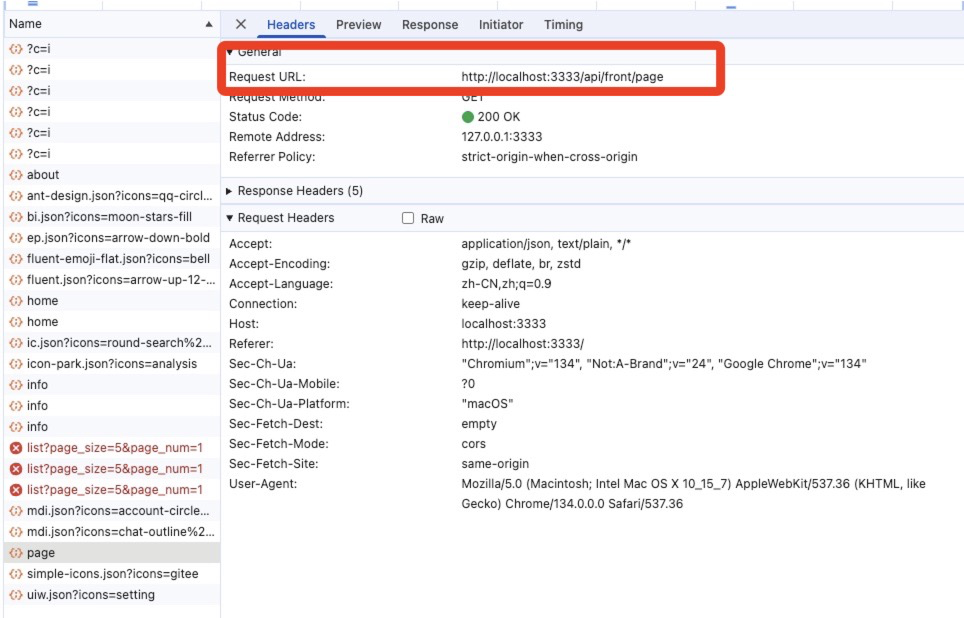 Name
?c=i
?c=i
?c=i
?c=i
?c=i
?c=i
about
ant-design.json?icons=qq-circl...
bi.json?icons=moon-stars-fill
ep.json?icons=arrow-down-bold
fluent-emoji-flat.json?icons=bell
fluent.json?icons=arrow-up-12-...
home
home
ic.json?icons=round-search%2...
icon-park.json?icons=analysis
info
info
info
list?page_size=5&page_num=1
list?page_size=5&page_num=1
list?page_size=5&page_num=1
mdi.json?icons=account-circle...
mdi.json?icons=chat-outline%2...
page
simple-icons.json?icons=gitee
uiw.json?icons=setting
Headers Preview Response Initiator Timing
General
Request URL: http://localhost:3333/api/front/page
Request Method: GET
Status Code: 200 OK
Remote Address: 127.0.0.1:3333
Referrer Policy: strict-origin-when-cross-origin
Response Headers (5)
Request Headers Raw
Accept: application/json, text/plain, */*
Accept-Encoding: gzip, deflate, br, zstd
Accept-Language: zh-CN,zh;q=0.9
Connection: keep-alive
Host: localhost:3333
Referer: http://localhost:3333/
Sec-Ch-Ua: "Chromium";v="134", "Not:A-Brand";v="24", "Google Chrome";v="134"
Sec-Ch-Ua-Mobile: ?0
Sec-Ch-Ua-Platform: "macOS"
Sec-Fetch-Dest: empty
Sec-Fetch-Mode: cors
Sec-Fetch-Site: same-origin
User-Agent: Mozilla/5.0 (Macintosh; Intel Mac OS X 10_15_7) AppleWebKit/537.36 (KHTML, like
Gecko) Chrome/134.0.0.0 Safari/537.36